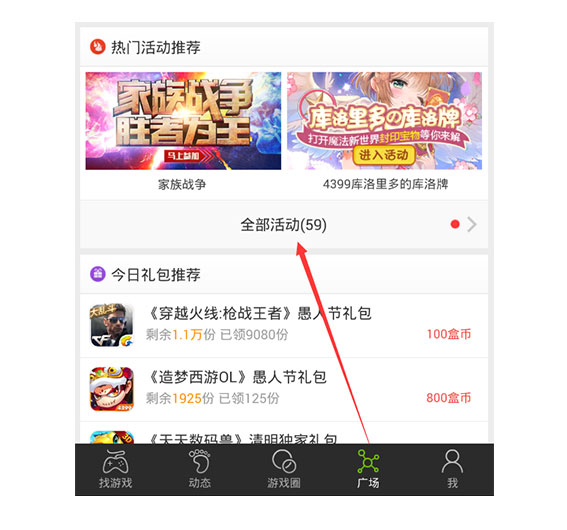 热门活动推荐
家族战争
胜者为王
马上参加
库洛里多の库洛牌
打开魔法新世界封印宝物等你来解
进入活动
家族战争
4399库洛里多的库洛牌
全部活动(59)
今日礼包推荐
大乱斗
CF
《穿越火线:枪战王者》愚人节礼包
剩余1.1万份 已领9080份
100盒币
4399
《造梦西游OL》愚人节礼包
剩余1925份 已领125份
800盒币
《天天数码兽》清明独家礼包
找游戏
动态
游戏圈
广场
我